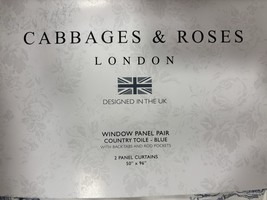 CABBAGES & ROSES
LONDON
DESIGNED IN THE UK
WINDOW PANEL PAIR
COUNTRY TOILE - BLUE
WITH BACK TABS AND ROD POCKETS
2 PANEL CURTAINS
50" x 96"